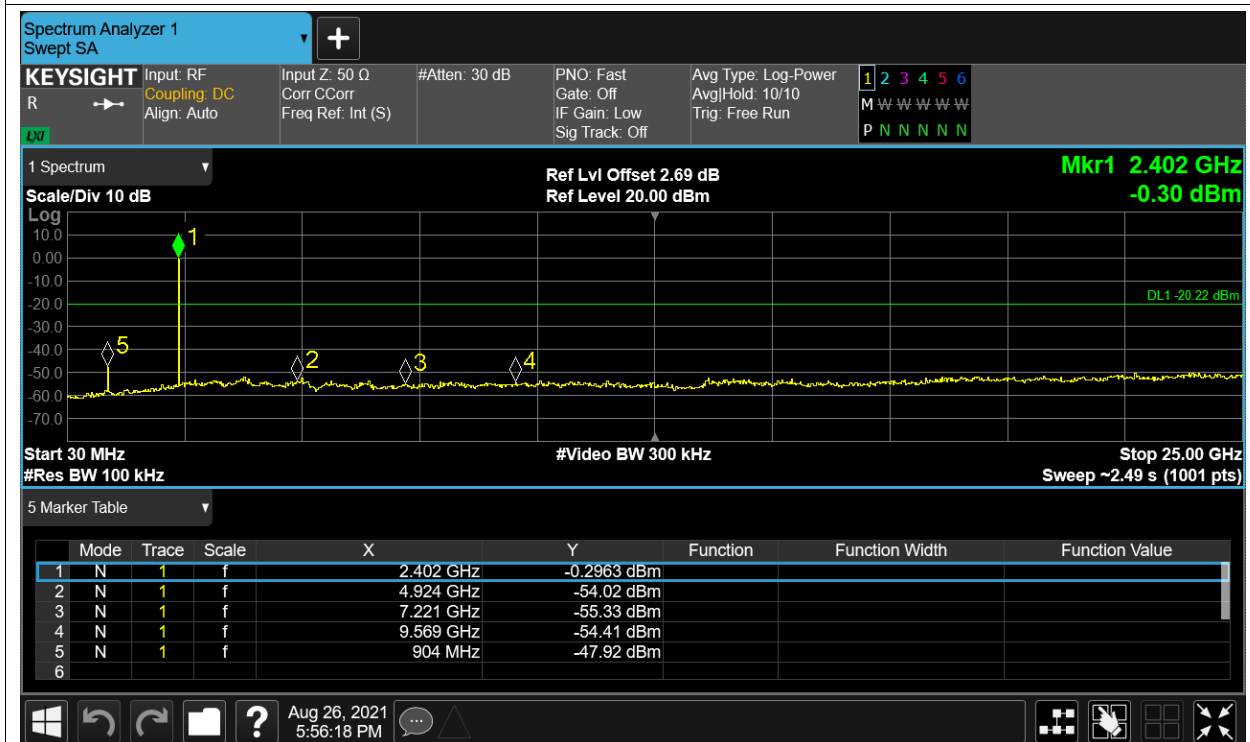 Spectrum Analyzer 1
Swept SA
KEYSIGHT
R
LXI
Input: RF
Coupling: DC
Align: Auto
Input Z: 50 Ω
Corr CCorr
Freq Ref: Int (S)
#Atten: 30 dB
PNO: Fast
Gate: Off
IF Gain: Low
Sig Track: Off
Avg Type: Log-Power
Avg|Hold: 10/10
Trig: Free Run
1 2 3 4 5 6
M W W W W W
P N N N N N
1 Spectrum
Scale/Div 10 dB
Ref Lvl Offset 2.69 dB
Ref Level 20.00 dBm
Mkr1 2.402 GHz
-0.30 dBm
Log
10.0
0.00
-10.0
-20.0
-30.0
-40.0
-50.0
-60.0
-70.0
1
5
2
3
4
DL1 -20.22 dBm
Start 30 MHz
#Video BW 300 kHz
Stop 25.00 GHz
#Res BW 100 kHz
Sweep ~2.49 s (1001 pts)
5 Marker Table
Mode Trace Scale X Y Function Function Width Function Value
1 N 1 f 2.402 GHz -0.2963 dBm
2 N 1 f 4.924 GHz -54.02 dBm
3 N 1 f 7.221 GHz -55.33 dBm
4 N 1 f 9.569 GHz -54.41 dBm
5 N 1 f 904 MHz -47.92 dBm
6
?
Aug 26, 2021
5:56:18 PM